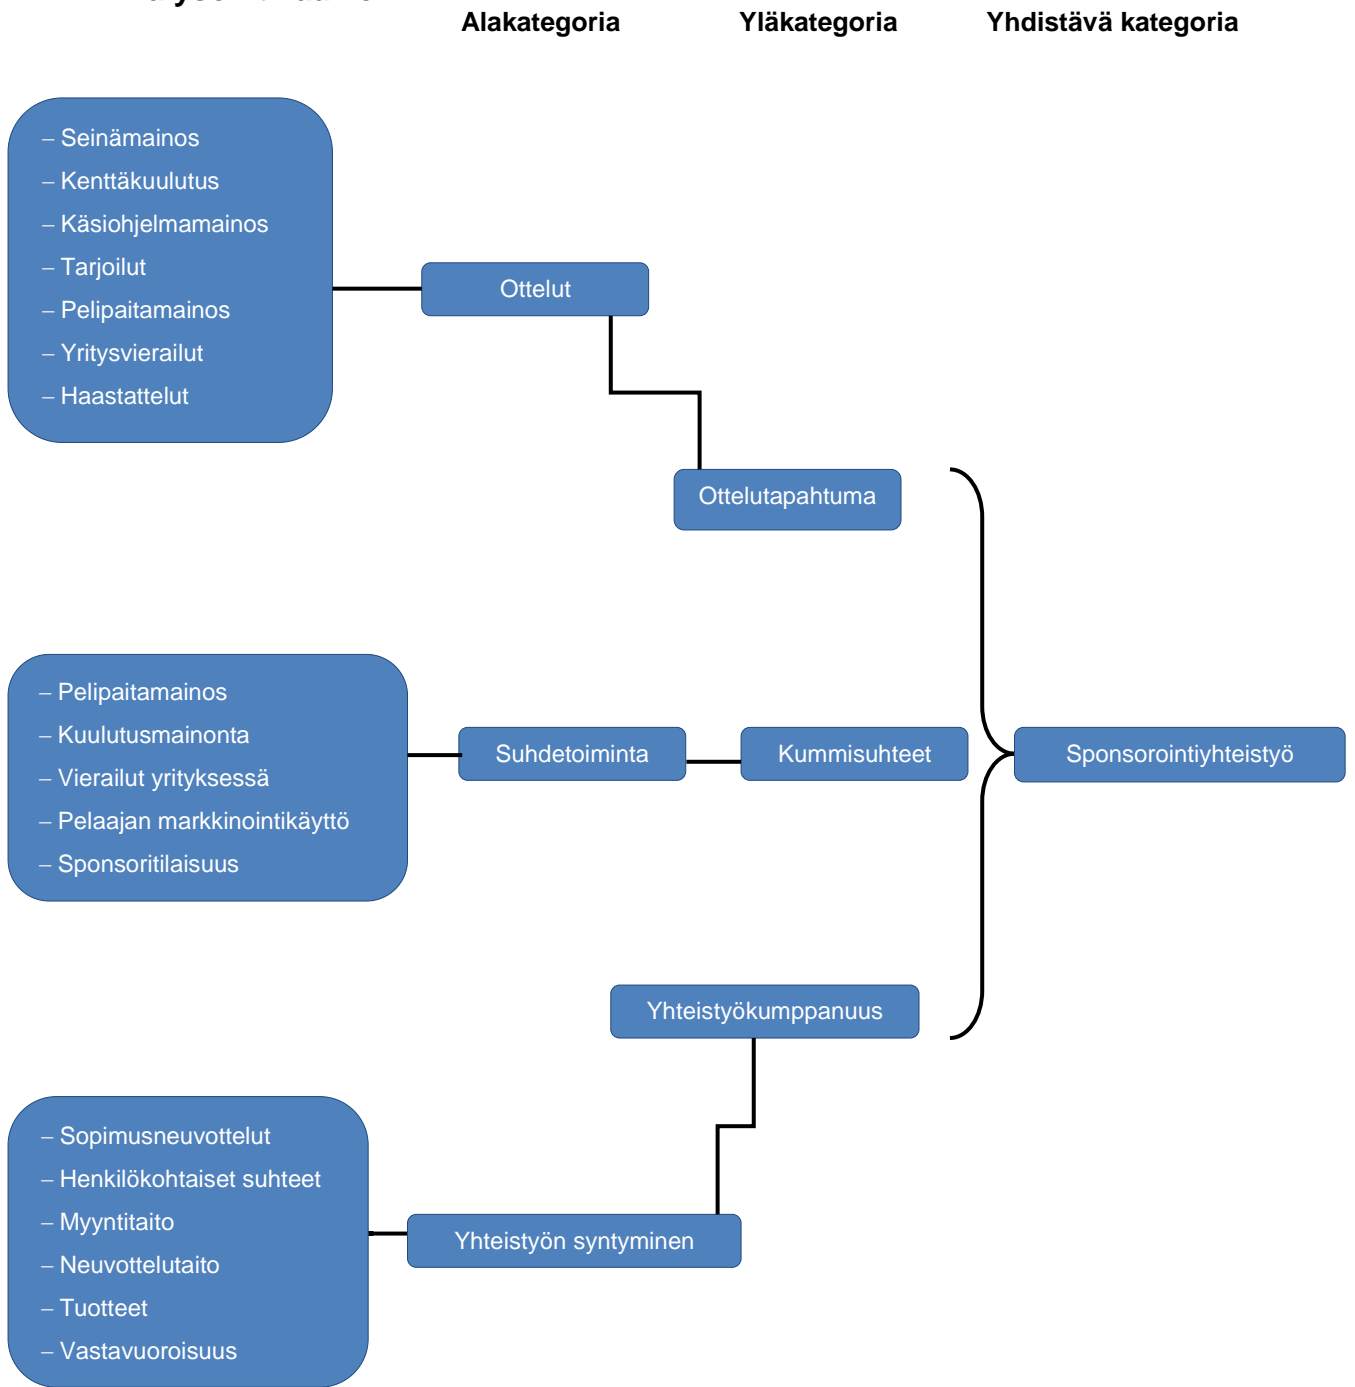 Alakategoria Yläkategoria Yhdistävä kategoria
– Seinämainos
– Kenttäkuulutus
– Käsiohjelmamainos
– Tarjoilut
– Pelipaitamainos
– Yritysvierailut
– Haastattelut
Ottelut
Ottelutapahtuma
– Pelipaitamainos
– Kuulutusmainonta
– Vierailut yrityksessä
– Pelaajan markkinointikäyttö
– Sponsoritilaisuus
Suhdetoiminta
Kummisuhteet
Sponsorointiyhteistyö
Yhteistyökumppanuus
– Sopimusneuvottelut
– Henkilökohtaiset suhteet
– Myyntitaito
– Neuvottelutaito
– Tuotteet
– Vastavuoroisuus
Yhteistyön syntyminen